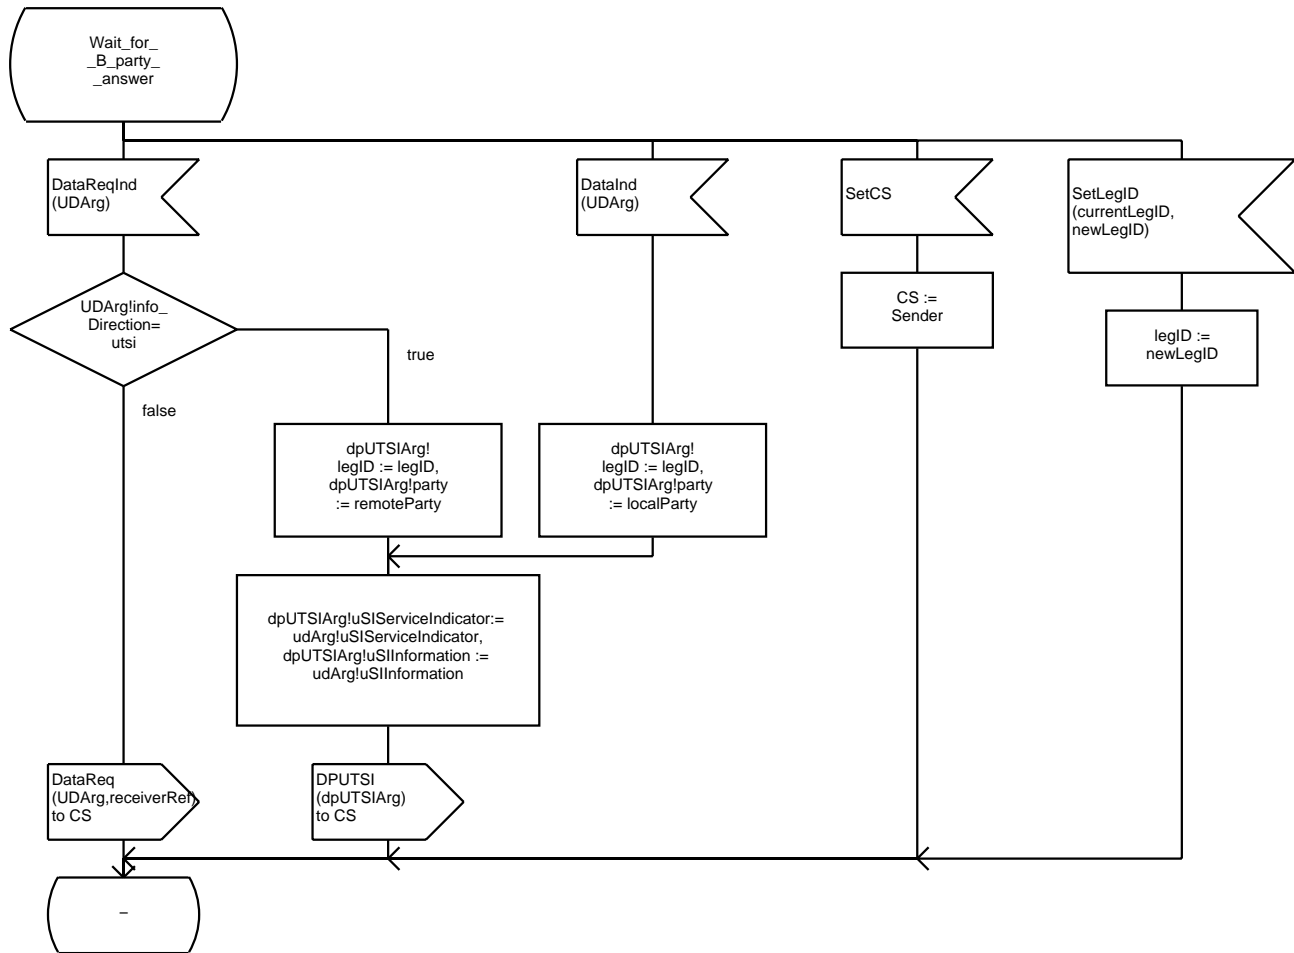 Wait_for_
_B_party_
_answer
DataReqInd
(UDArg)
DataInd
(UDArg)
SetCS
SetLegID
(currentLegID,
newLegID)
UDArg!info_
Direction=
utsi
true
false
CS :=
Sender
legID :=
newLegID
dpUTSIArg!
legID := legID,
dpUTSIArg!party
:= remoteParty
dpUTSIArg!
legID := legID,
dpUTSIArg!party
:= localParty
dpUTSIArg!uSIServiceIndicator:=
udArg!uSIServiceIndicator,
dpUTSIArg!uSIInformation :=
udArg!uSIInformation
DataReq
(UDArg,receiverRef)
to CS
DPUTSI
(dpUTSIArg)
to CS
–